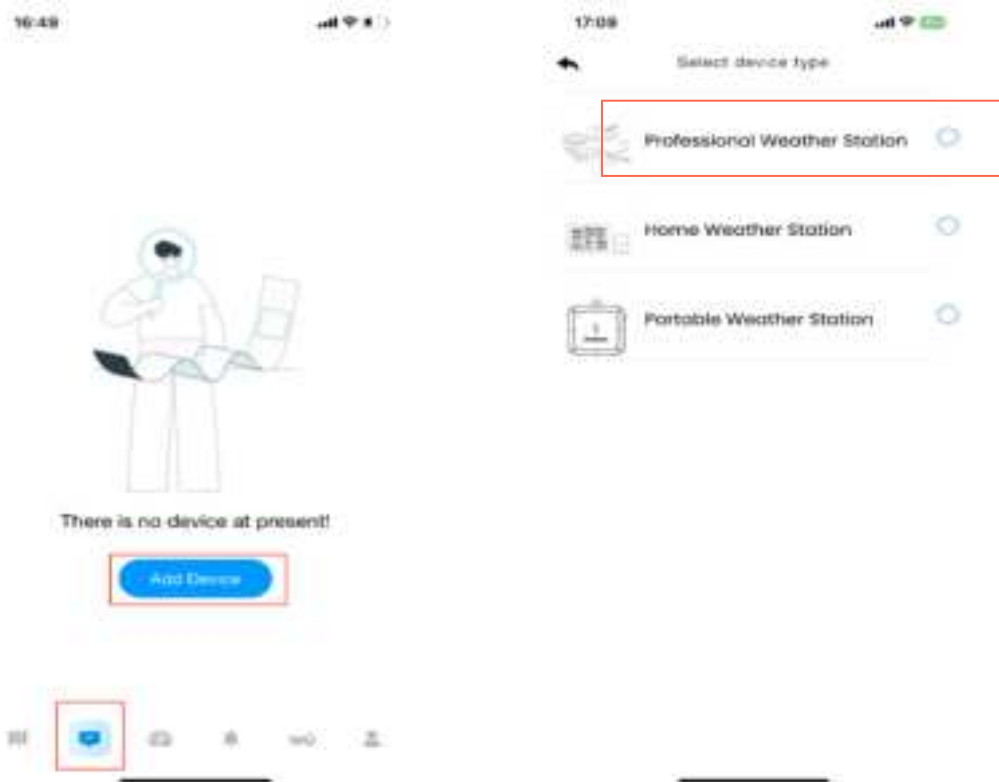 16:49
There is no device at present!
Add Device
17:09
Select device type
Professional Weather Station
Home Weather Station
Portable Weather Station